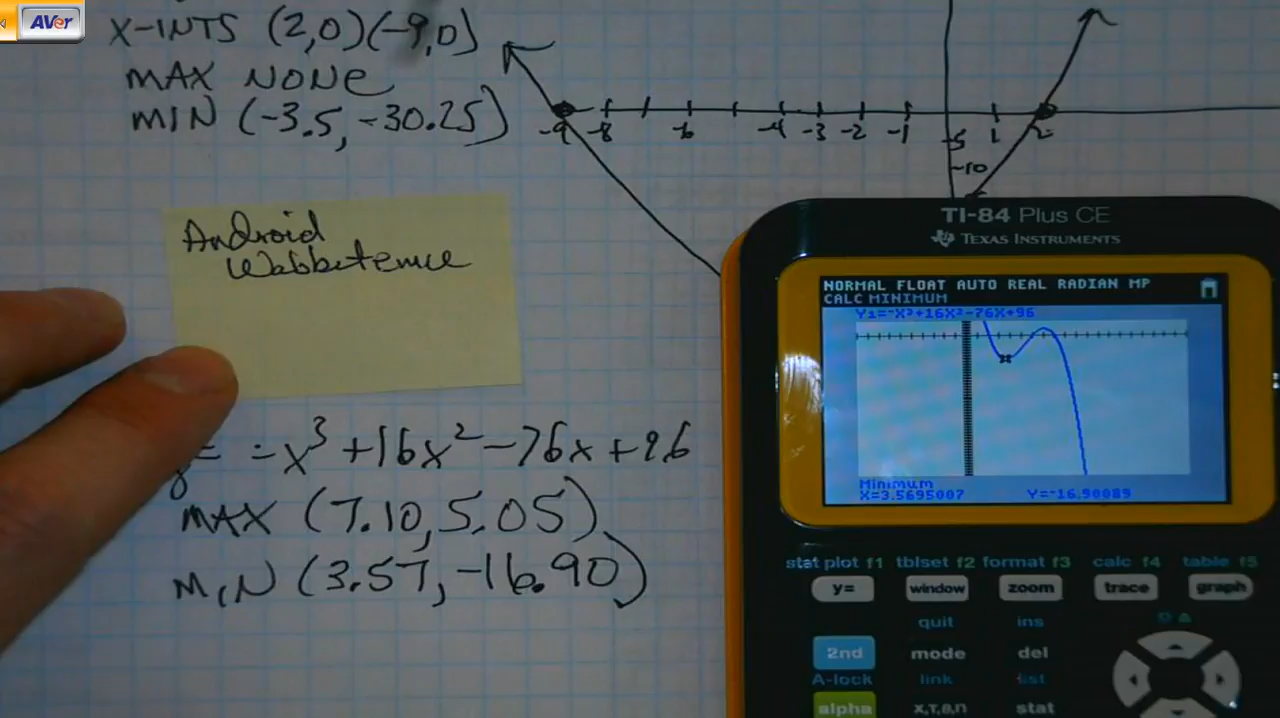 AVer
X-INTS (2,0)(-9,0)
MAX NONE
MIN (-3.5, -30.25)
-9 -8 -6 -4 -3 -2 -1 1 2
-5
-10
Android
TI-84 Plus CE
TEXAS INSTRUMENTS
NORMAL FLOAT AUTO REAL RADIAN MP
CALC MINIMUM
Y1=-X³+16X²-76X+96
Minimum
X=3.5695007 Y=-16.90089
y = -x³+16x²-76x+96
MAX (7.10, 5.05)
MIN (3.57, -16.90)
stat plot f1 tblset f2 format f3 calc f4 table f5
y= window zoom trace graph
quit ins
2nd mode del
A-lock link list
alpha X,T,θ,n stat